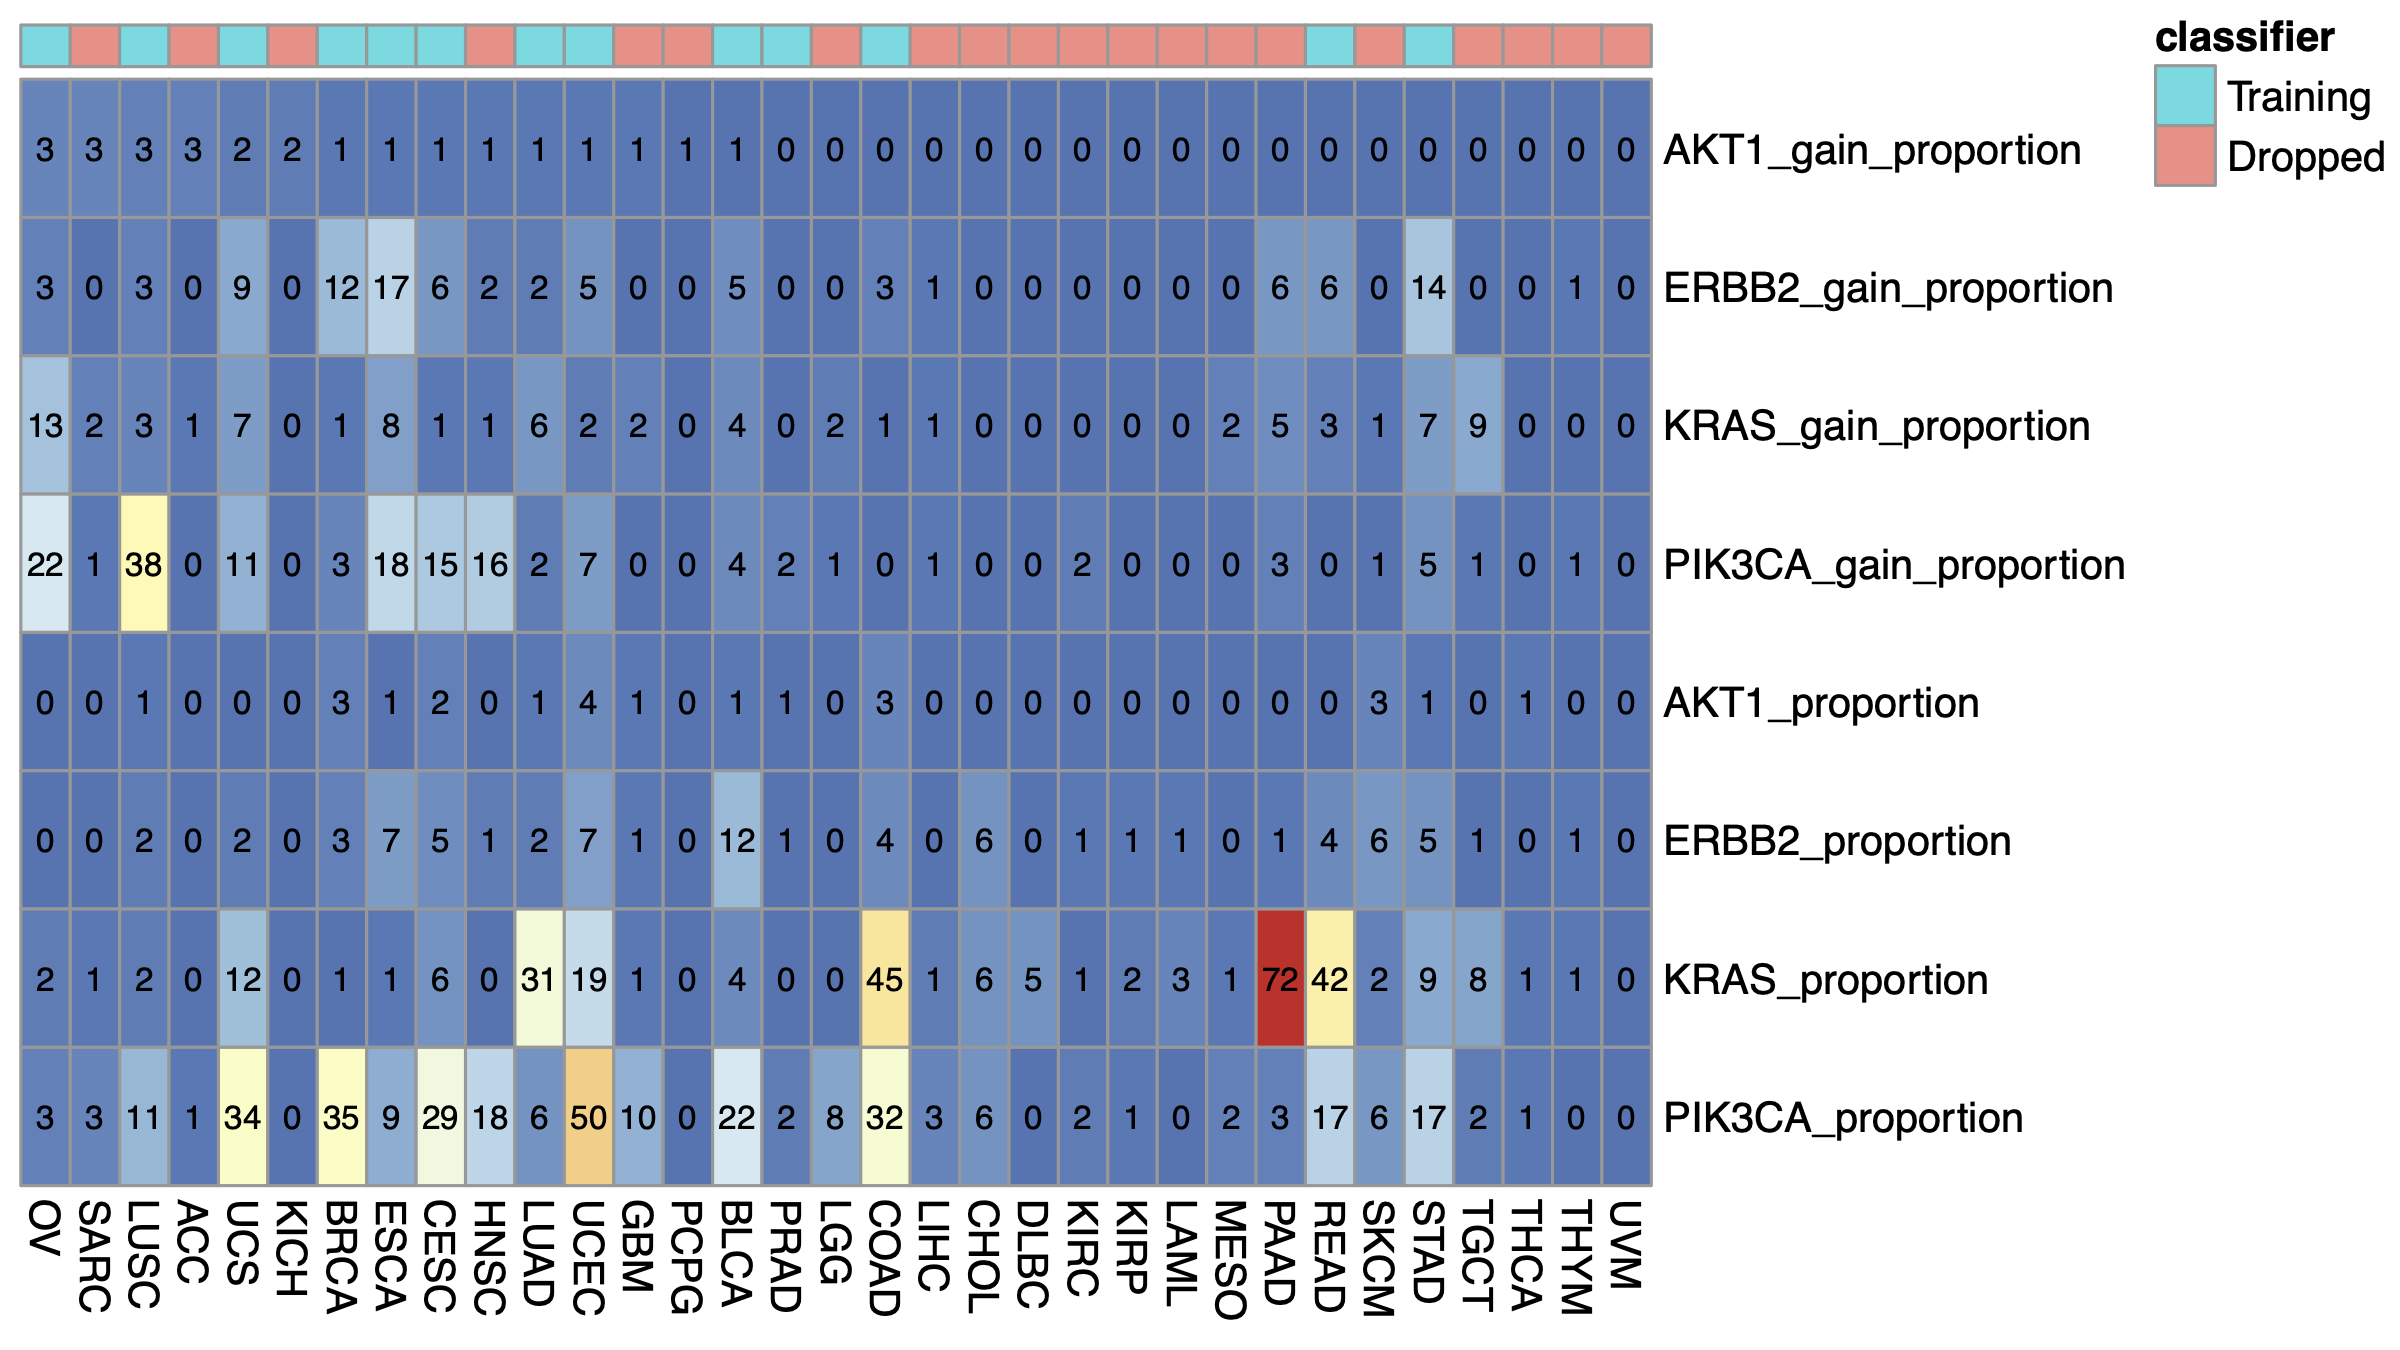 classifier
Training
Dropped
3 3 3 3 2 2 1 1 1 1 1 1 1 1 1 0 0 0 0 0 0 0 0 0 0 0 0 0 0 0 0 0 0 AKT1_gain_proportion
3 0 3 0 9 0 12 17 6 2 2 5 0 0 5 0 0 3 1 0 0 0 0 0 0 6 6 0 14 0 0 1 0 ERBB2_gain_proportion
13 2 3 1 7 0 1 8 1 1 6 2 2 0 4 0 2 1 1 0 0 0 0 0 2 5 3 1 7 9 0 0 0 KRAS_gain_proportion
22 1 38 0 11 0 3 18 15 16 2 7 0 0 4 2 1 0 1 0 0 2 0 0 0 3 0 1 5 1 0 1 0 PIK3CA_gain_proportion
0 0 1 0 0 0 3 1 2 0 1 4 1 0 1 1 0 3 0 0 0 0 0 0 0 0 0 3 1 0 1 0 0 AKT1_proportion
0 0 2 0 2 0 3 7 5 1 2 7 1 0 12 1 0 4 0 6 0 1 1 1 0 1 4 6 5 1 0 1 0 ERBB2_proportion
2 1 2 0 12 0 1 1 6 0 31 19 1 0 4 0 0 45 1 6 5 1 2 3 1 72 42 2 9 8 1 1 0 KRAS_proportion
3 3 11 1 34 0 35 9 29 18 6 50 10 0 22 2 8 32 3 6 0 2 1 0 2 3 17 6 17 2 1 0 0 PIK3CA_proportion
OV SARC LUSC ACC UCS KICH BRCA ESCA CESC HNSC LUAD UCEC GBM PCPG BLCA PRAD LGG COAD LIHC CHOL DLBC KIRC KIRP LAML MESO PAAD READ SKCM STAD TGCT THCA THYM UVM